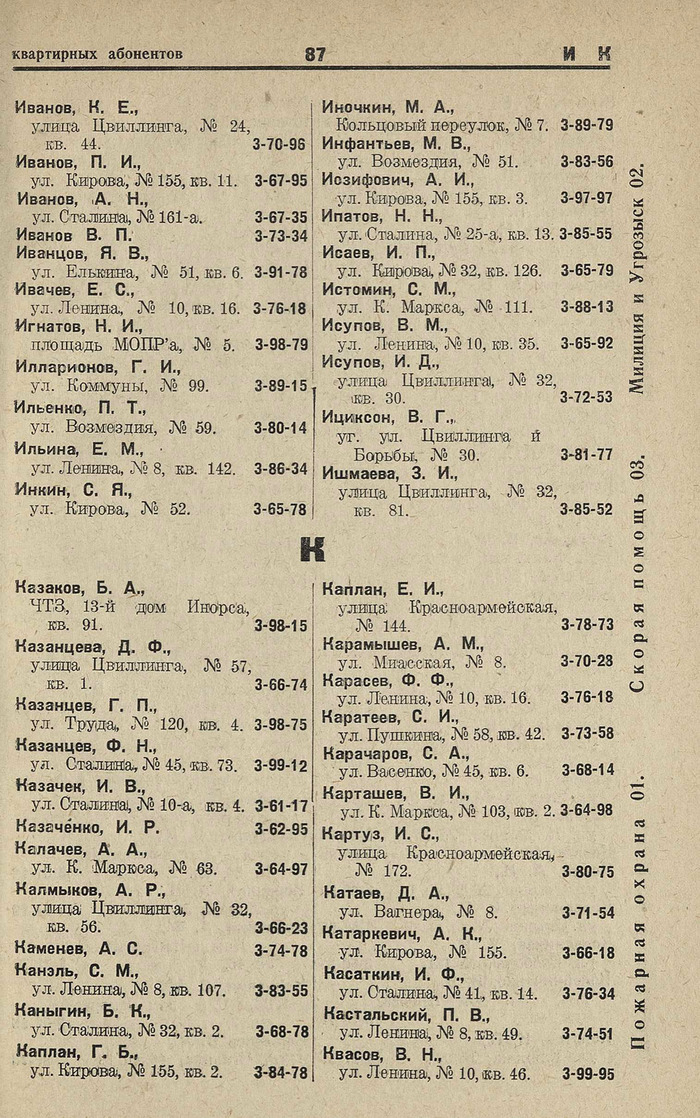 квартирных абонентов 87 И К
Иванов, К. Е.,
улица Цвиллинга, № 24,
кв. 44. 3-70-96
Иванов, П. И.,
ул. Кирова, № 155, кв. 11. 3-67-95
Иванов, А. Н.,
ул. Сталина, № 161-а. 3-67-35
Иванов В. П. 3-73-34
Иванцов, Я. В.,
ул. Елькина, № 51, кв. 6. 3-91-78
Ивачев, Е. С.,
ул. Ленина, № 10, кв. 16. 3-76-18
Игнатов, Н. И.,
площадь МОПР'а, № 5. 3-98-79
Илларионов, Г. И.,
ул. Коммуны, № 99. 3-89-15
Ильенко, П. Т.,
ул. Возмездия, № 59. 3-80-14
Ильина, Е. М.,
ул. Ленина, № 8, кв. 142. 3-86-34
Инкин, С. Я.,
ул. Кирова, № 52. 3-65-78
Иночкин, М. А.,
Кольцовый переулок, № 7. 3-89-79
Инфантьев, М. В.,
ул. Возмездия, № 51. 3-83-56
Иозифович, А. И.,
ул. Кирова, № 155, кв. 3. 3-97-97
Ипатов, Н. Н.,
ул. Сталина, № 25-а, кв. 13. 3-85-55
Исаев, И. П.,
ул. Кирова, № 32, кв. 126. 3-65-79
Истомин, С. М.,
ул. К. Маркса, № 111. 3-88-13
Исупов, В. М.,
ул. Ленина, № 10, кв. 35. 3-65-92
Исупов, И. Д.,
улица Цвиллинга, № 32,
кв. 30. 3-72-53
Ициксон, В. Г.,
уг. ул. Цвиллинга й
Борьбы, № 30. 3-81-77
Ишмаева, З. И.,
улица Цвиллинга, № 32,
кв. 81. 3-85-52
К
Казаков, Б. А.,
ЧТЗ, 13-й дом Инорса,
кв. 91. 3-98-15
Казанцева, Д. Ф.,
улица Цвиллинга, № 57,
кв. 1. 3-66-74
Казанцев, Г. П.,
ул. Труда, № 120, кв. 4. 3-98-75
Казанцев, Ф. Н.,
ул. Сталина, № 45, кв. 73. 3-99-12
Казачек, И. В.,
ул. Сталина, № 10-а, кв. 4. 3-61-17
Казаченко, И. Р. 3-62-95
Калачев, А. А.,
ул. К. Маркса, № 63. 3-64-97
Калмыков, А. Р.,
улица Цвиллинга, № 32,
кв. 56. 3-66-23
Каменев, А. С. 3-74-78
Канэль, С. М.,
ул. Ленина, № 8, кв. 107. 3-83-55
Каныгин, Б. К.,
ул. Сталина, № 32, кв. 2. 3-68-78
Каплан, Г. Б.,
ул. Кирова, № 155, кв. 2. 3-84-78
Каплан, Е. И.,
улица Красноармейская,
№ 144. 3-78-73
Карамышев, А. М.,
ул. Миасская, № 8. 3-70-28
Карасев, Ф. Ф.,
ул. Ленина, № 10, кв. 16. 3-76-18
Каратеев, С. И.,
ул. Пушкина, № 58, кв. 42. 3-73-58
Карачаров, С. А.,
ул. Васенко, № 45, кв. 6. 3-68-14
Карташев, В. И.,
ул. К. Маркса, № 103, кв. 2. 3-64-98
Картуз, И. С.,
улица Красноармейская,
№ 172. 3-80-75
Катаев, Д. А.,
ул. Вагнера, № 8. 3-71-54
Катаркевич, А. К.,
ул. Кирова, № 155. 3-66-18
Касаткин, И. Ф.,
ул. Сталина, № 41, кв. 14. 3-76-34
Кастальский, П. В.,
ул. Ленина, № 8, кв. 49. 3-74-51
Квасов, В. Н.,
ул. Ленина, № 10, кв. 46. 3-99-95
Пожарная охрана 01. Скорая помощь 03. Милиция и Угрозыск 02.